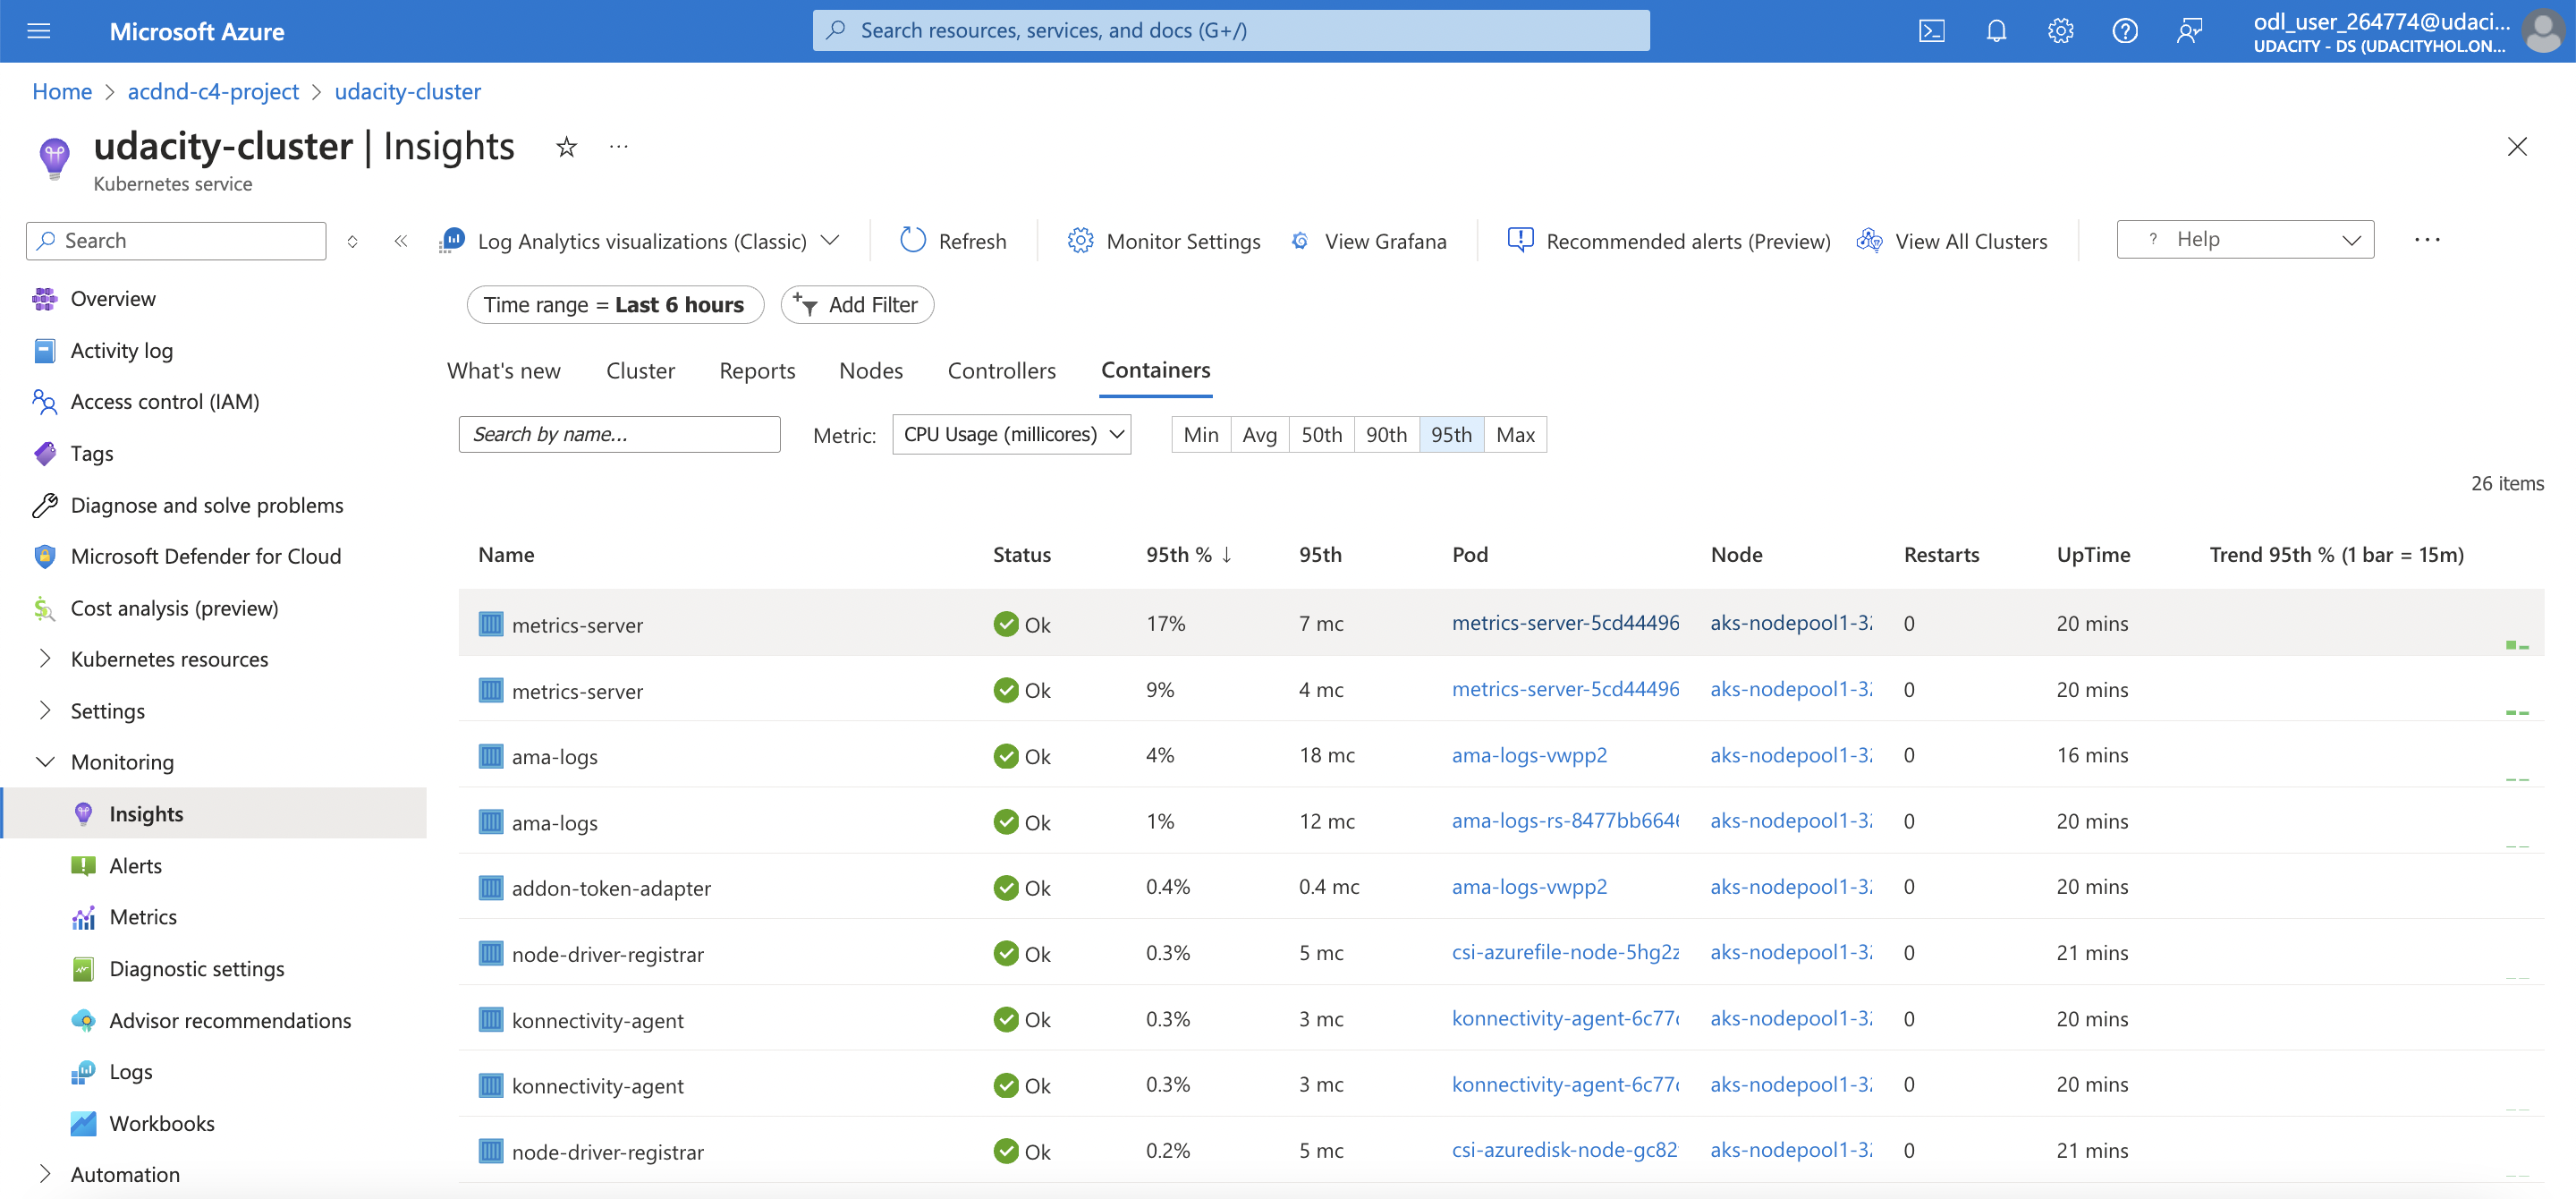 Microsoft Azure
Search resources, services, and docs (G+/)
odl_user_264774@udaci...
UDACITY - DS (UDACITYHOL.ON...
Home > acdnd-c4-project > udacity-cluster
udacity-cluster | Insights
Kubernetes service
Search
Log Analytics visualizations (Classic)
Refresh
Monitor Settings
View Grafana
Recommended alerts (Preview)
View All Clusters
? Help
Overview
Activity log
Access control (IAM)
Tags
Diagnose and solve problems
Microsoft Defender for Cloud
Cost analysis (preview)
Kubernetes resources
Settings
Monitoring
Insights
Alerts
Metrics
Diagnostic settings
Advisor recommendations
Logs
Workbooks
Automation
Time range = Last 6 hours
Add Filter
What's new Cluster Reports Nodes Controllers Containers
Search by name...
Metric: CPU Usage (millicores)
Min Avg 50th 90th 95th Max
26 items
Name Status 95th % ↓ 95th Pod Node Restarts UpTime Trend 95th % (1 bar = 15m)
metrics-server Ok 17% 7 mc metrics-server-5cd44496 aks-nodepool1-3 0 20 mins
metrics-server Ok 9% 4 mc metrics-server-5cd44496 aks-nodepool1-3 0 20 mins
ama-logs Ok 4% 18 mc ama-logs-vwpp2 aks-nodepool1-3 0 16 mins
ama-logs Ok 1% 12 mc ama-logs-rs-8477bb664 aks-nodepool1-3 0 20 mins
addon-token-adapter Ok 0.4% 0.4 mc ama-logs-vwpp2 aks-nodepool1-3 0 20 mins
node-driver-registrar Ok 0.3% 5 mc csi-azurefile-node-5hg2z aks-nodepool1-3 0 21 mins
konnectivity-agent Ok 0.3% 3 mc konnectivity-agent-6c77 aks-nodepool1-3 0 20 mins
konnectivity-agent Ok 0.3% 3 mc konnectivity-agent-6c77 aks-nodepool1-3 0 20 mins
node-driver-registrar Ok 0.2% 5 mc csi-azuredisk-node-gc82 aks-nodepool1-3 0 21 mins